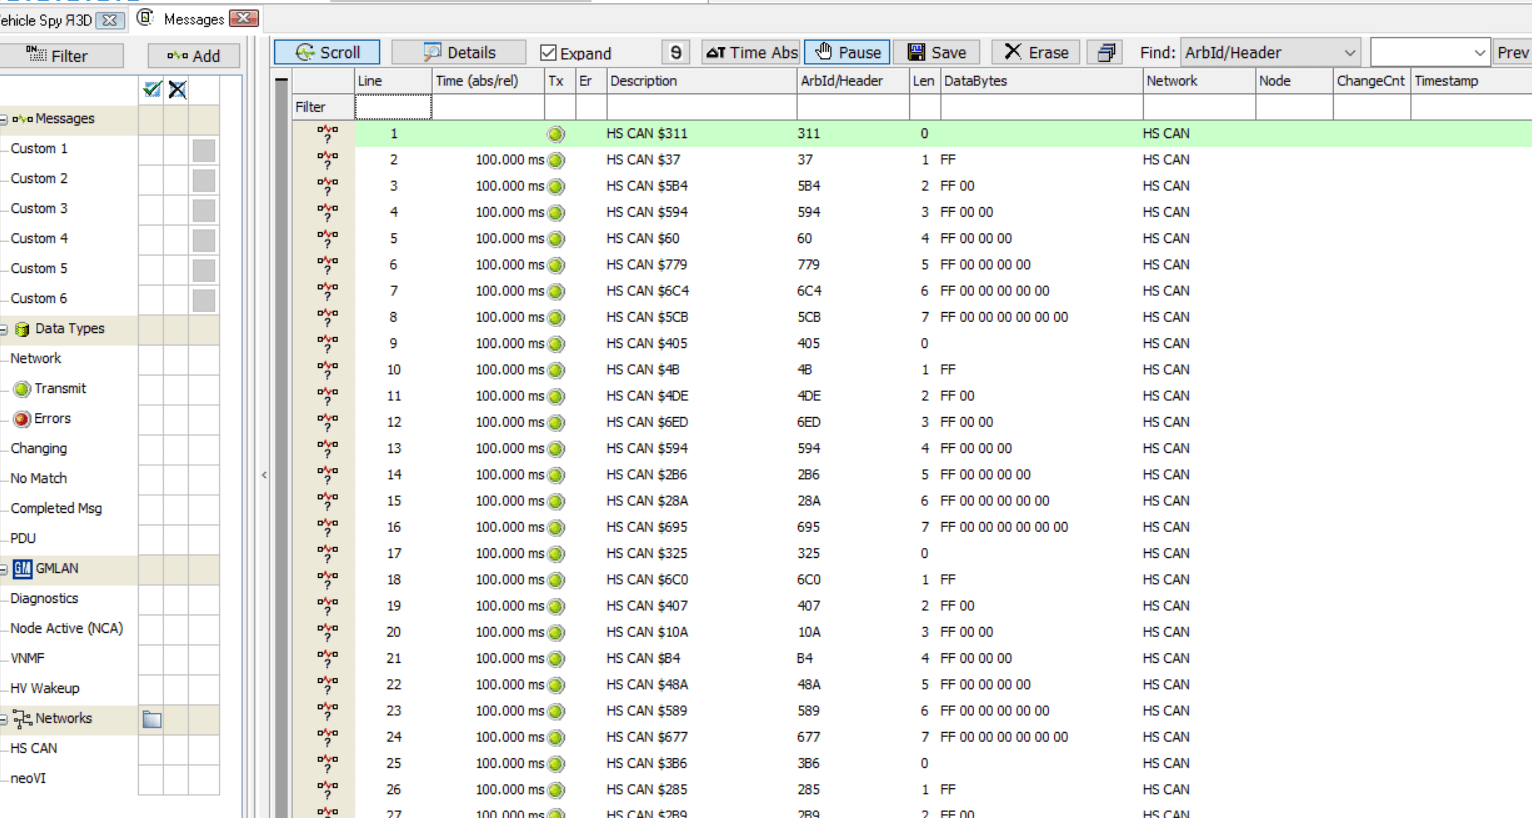 ehicle Spy Я3D Messages
Filter Add
Scroll Details Expand 9 ΔT Time Abs Pause Save Erase Find: ArbId/Header Prev
Line Time (abs/rel) Tx Er Description ArbId/Header Len DataBytes Network Node ChangeCnt Timestamp
Filter
Messages
Custom 1
Custom 2
Custom 3
Custom 4
Custom 5
Custom 6
Data Types
Network
Transmit
Errors
Changing
No Match
Completed Msg
PDU
GM GMLAN
Diagnostics
Node Active (NCA)
VNMF
HV Wakeup
Networks
HS CAN
neoVI
1 HS CAN $311 311 0 HS CAN
2 100.000 ms HS CAN $37 37 1 FF HS CAN
3 100.000 ms HS CAN $5B4 5B4 2 FF 00 HS CAN
4 100.000 ms HS CAN $594 594 3 FF 00 00 HS CAN
5 100.000 ms HS CAN $60 60 4 FF 00 00 00 HS CAN
6 100.000 ms HS CAN $779 779 5 FF 00 00 00 00 HS CAN
7 100.000 ms HS CAN $6C4 6C4 6 FF 00 00 00 00 00 HS CAN
8 100.000 ms HS CAN $5CB 5CB 7 FF 00 00 00 00 00 00 HS CAN
9 100.000 ms HS CAN $405 405 0 HS CAN
10 100.000 ms HS CAN $4B 4B 1 FF HS CAN
11 100.000 ms HS CAN $4DE 4DE 2 FF 00 HS CAN
12 100.000 ms HS CAN $6ED 6ED 3 FF 00 00 HS CAN
13 100.000 ms HS CAN $594 594 4 FF 00 00 00 HS CAN
14 100.000 ms HS CAN $2B6 2B6 5 FF 00 00 00 00 HS CAN
15 100.000 ms HS CAN $28A 28A 6 FF 00 00 00 00 00 HS CAN
16 100.000 ms HS CAN $695 695 7 FF 00 00 00 00 00 00 HS CAN
17 100.000 ms HS CAN $325 325 0 HS CAN
18 100.000 ms HS CAN $6C0 6C0 1 FF HS CAN
19 100.000 ms HS CAN $407 407 2 FF 00 HS CAN
20 100.000 ms HS CAN $10A 10A 3 FF 00 00 HS CAN
21 100.000 ms HS CAN $B4 B4 4 FF 00 00 00 HS CAN
22 100.000 ms HS CAN $48A 48A 5 FF 00 00 00 00 HS CAN
23 100.000 ms HS CAN $589 589 6 FF 00 00 00 00 00 HS CAN
24 100.000 ms HS CAN $677 677 7 FF 00 00 00 00 00 00 HS CAN
25 100.000 ms HS CAN $3B6 3B6 0 HS CAN
26 100.000 ms HS CAN $285 285 1 FF HS CAN
27 100.000 ms HS CAN $2B9 2B9 2 FF 00 HS CAN